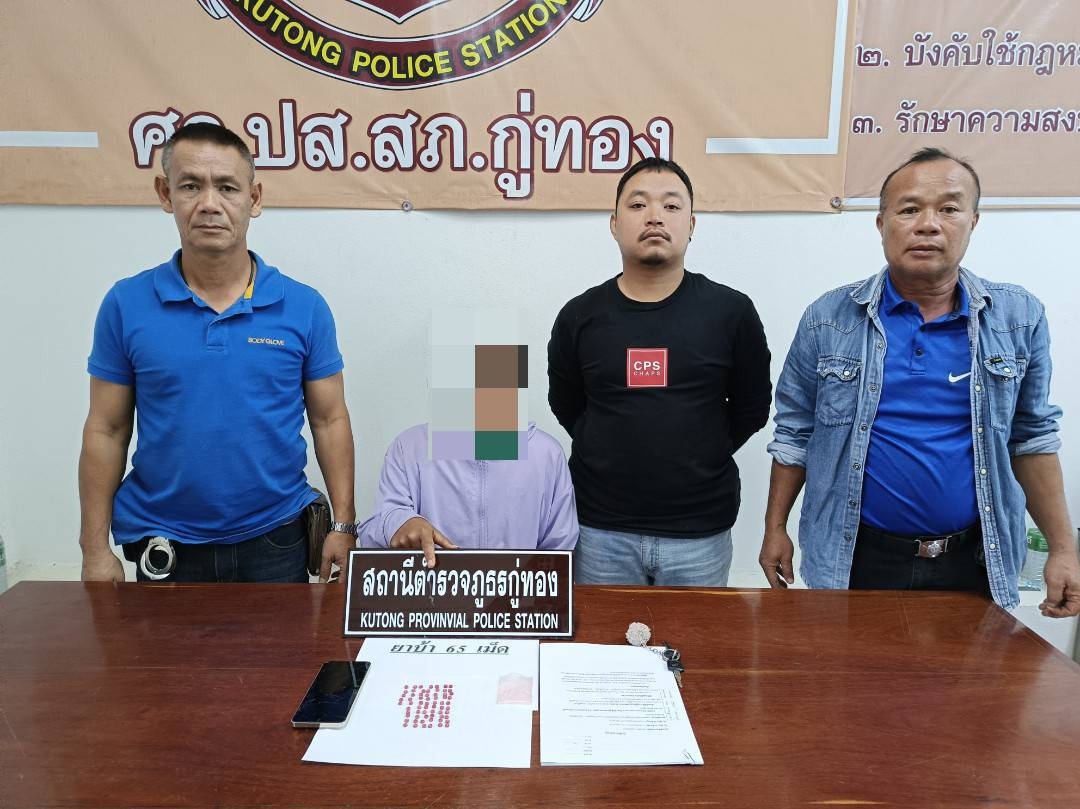 KUTONG POLICE STATION
ศอ.ปส.สภ.กู่ทอง
๒. บังคับใช้กฎหม
๓. รักษาความสงบ
BODY GLOVE
CPS
CHAPS
สถานีตำรวจภูธรกู่ทอง
KUTONG PROVINVIAL POLICE STATION
ยาบ้า 65 เม็ด